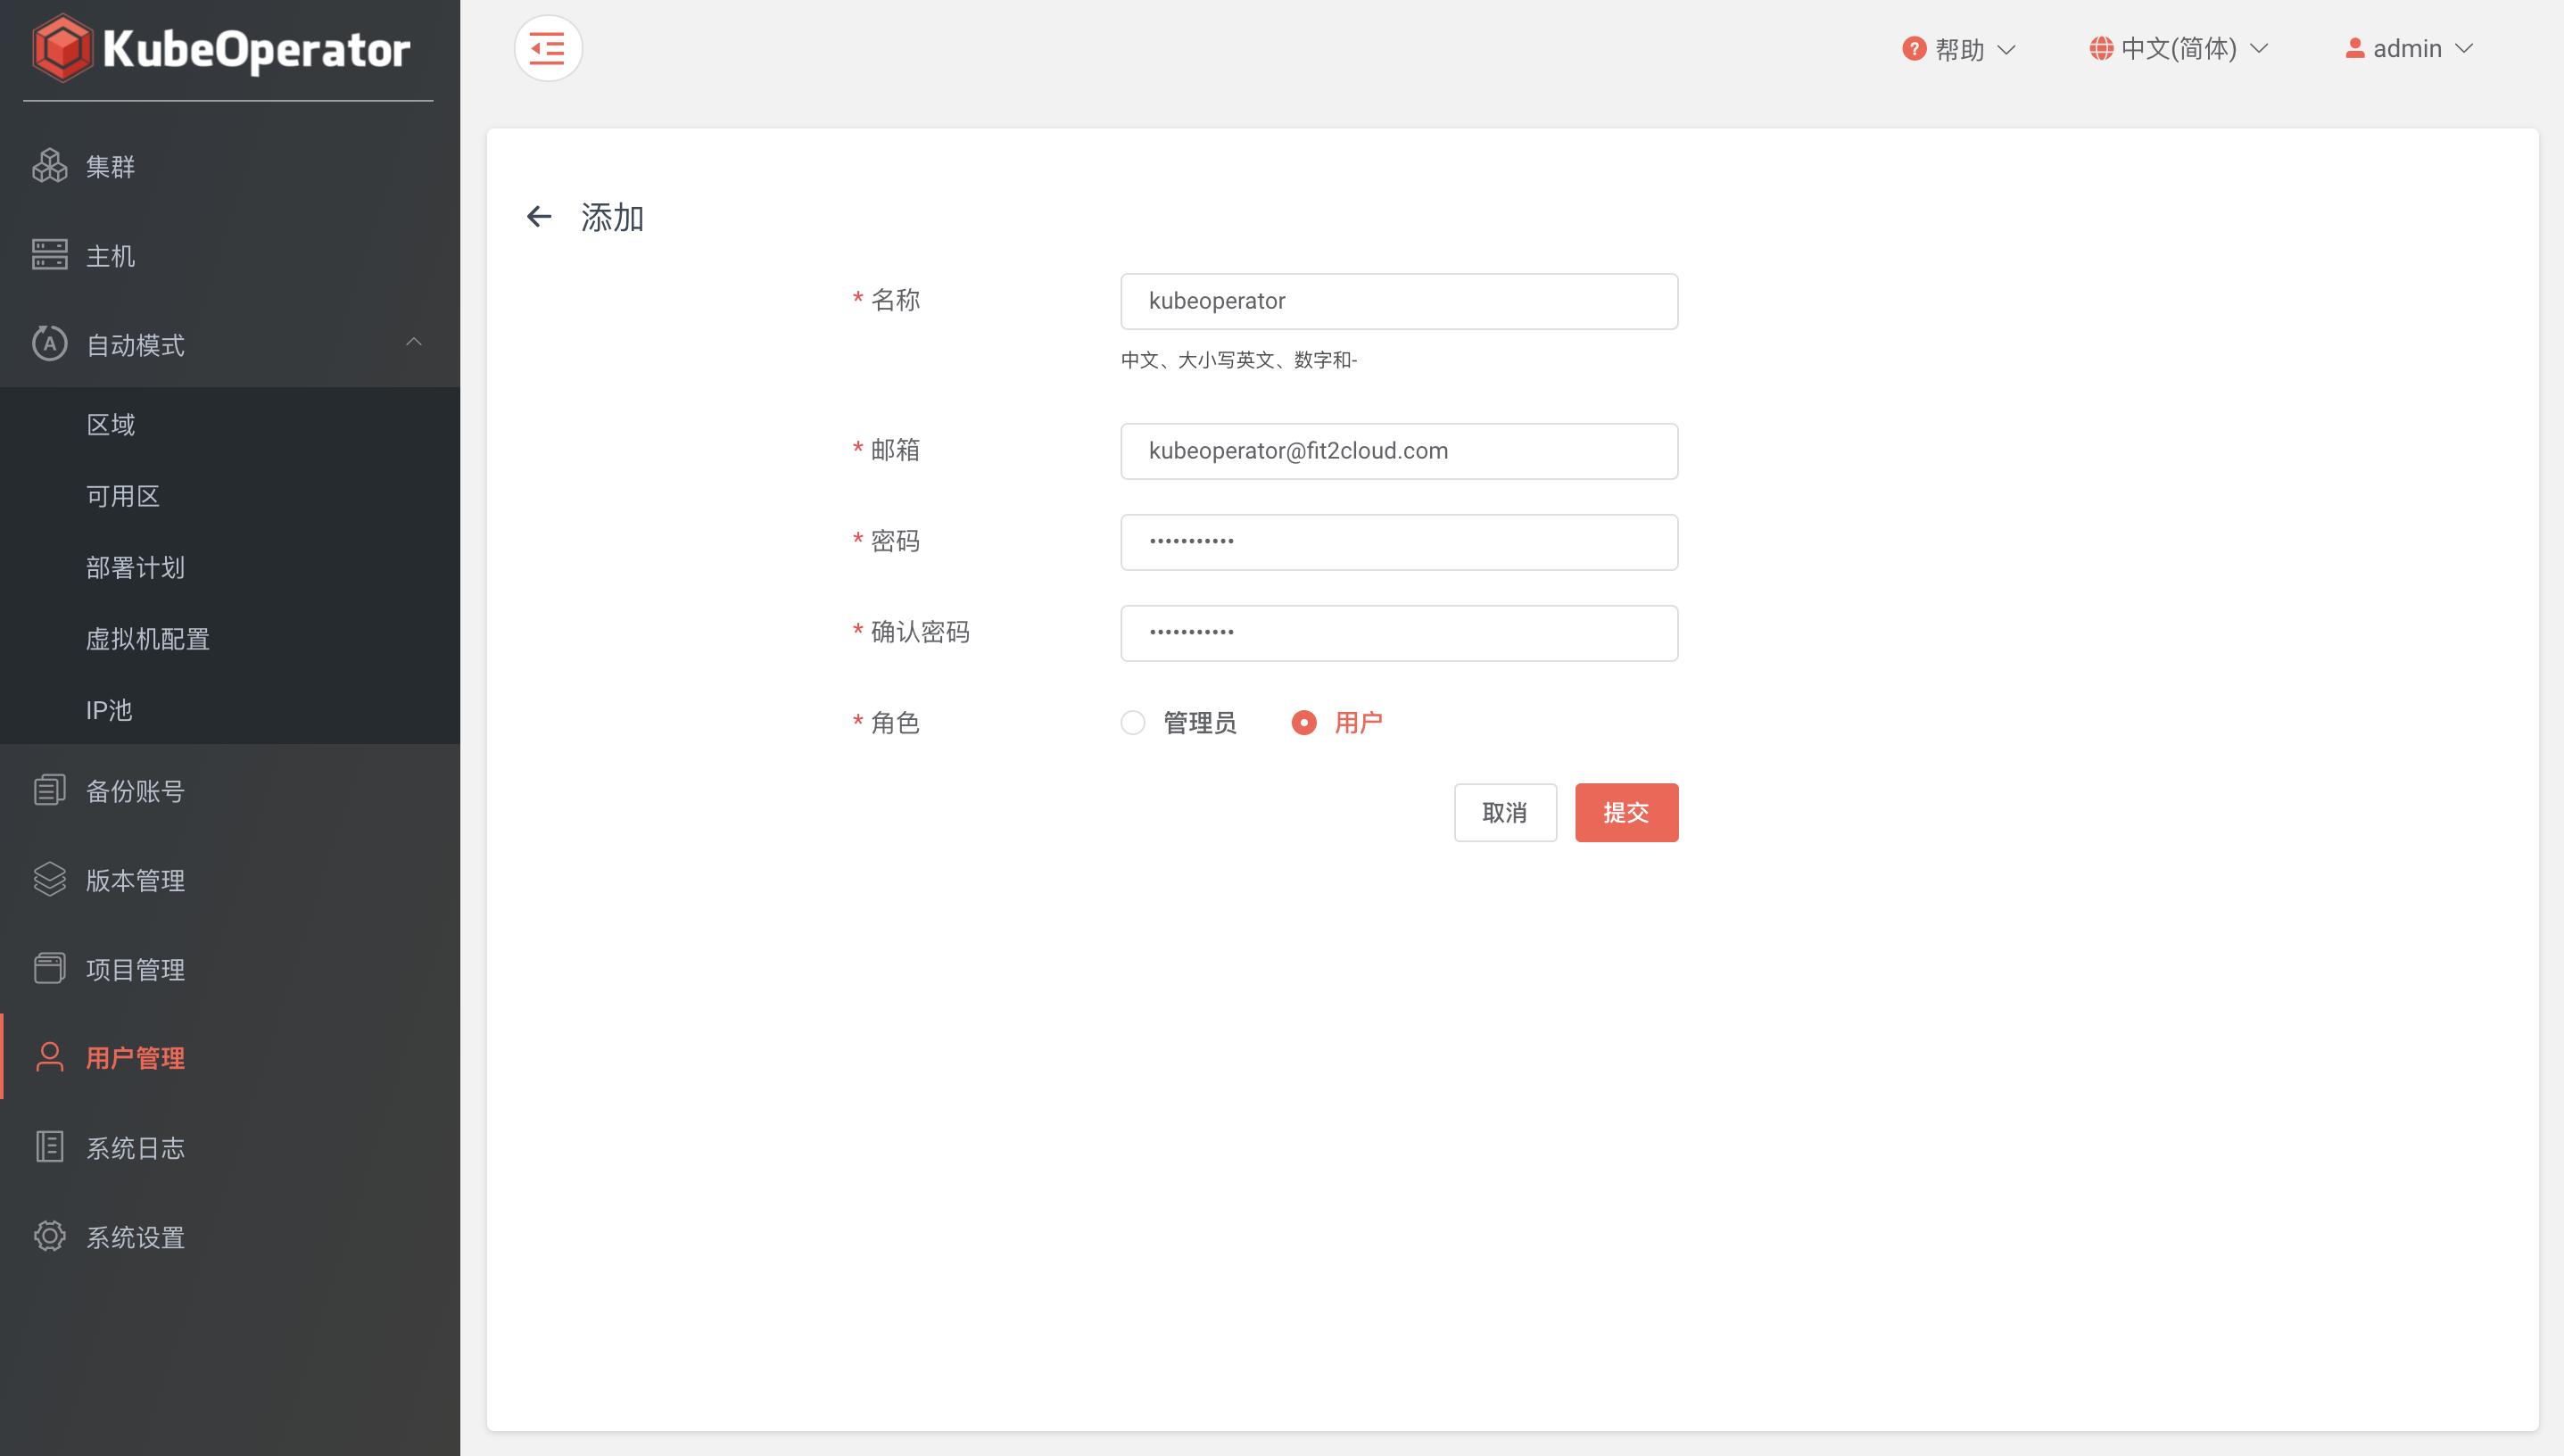 KubeOperator
帮助
中文(简体)
admin
集群
主机
自动模式
区域
可用区
部署计划
虚拟机配置
IP池
备份账号
版本管理
项目管理
用户管理
系统日志
系统设置
添加
* 名称
kubeoperator
中文、大小写英文、数字和-
* 邮箱
kubeoperator@fit2cloud.com
* 密码
•••••••••••
* 确认密码
•••••••••••
* 角色 管理员 用户
取消 提交